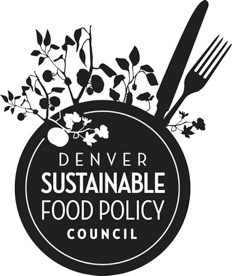 DENVER
SUSTAINABLE
FOOD POLICY
COUNCIL